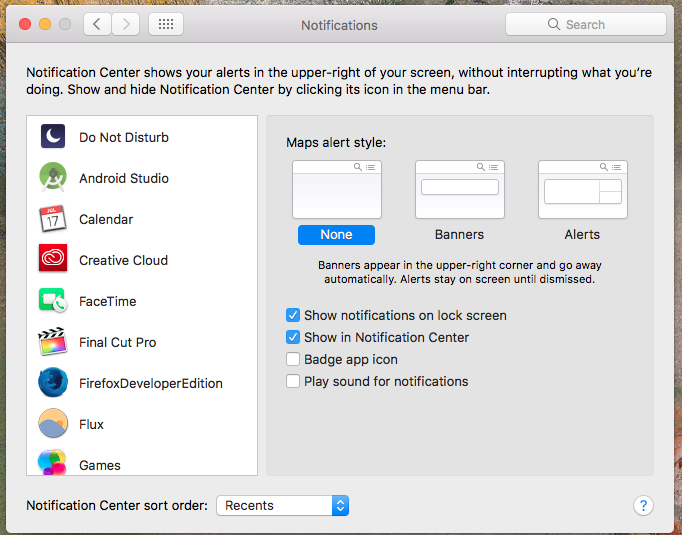 Notifications
Search
Notification Center shows your alerts in the upper-right of your screen, without interrupting what you're
doing. Show and hide Notification Center by clicking its icon in the menu bar.
Do Not Disturb
Android Studio
JUL
17
Calendar
Creative Cloud
FaceTime
Final Cut Pro
FirefoxDeveloperEdition
Flux
Games
Maps alert style:
None
Banners
Alerts
Banners appear in the upper-right corner and go away
automatically. Alerts stay on screen until dismissed.
Show notifications on lock screen
Show in Notification Center
Badge app icon
Play sound for notifications
Notification Center sort order:
Recents
?